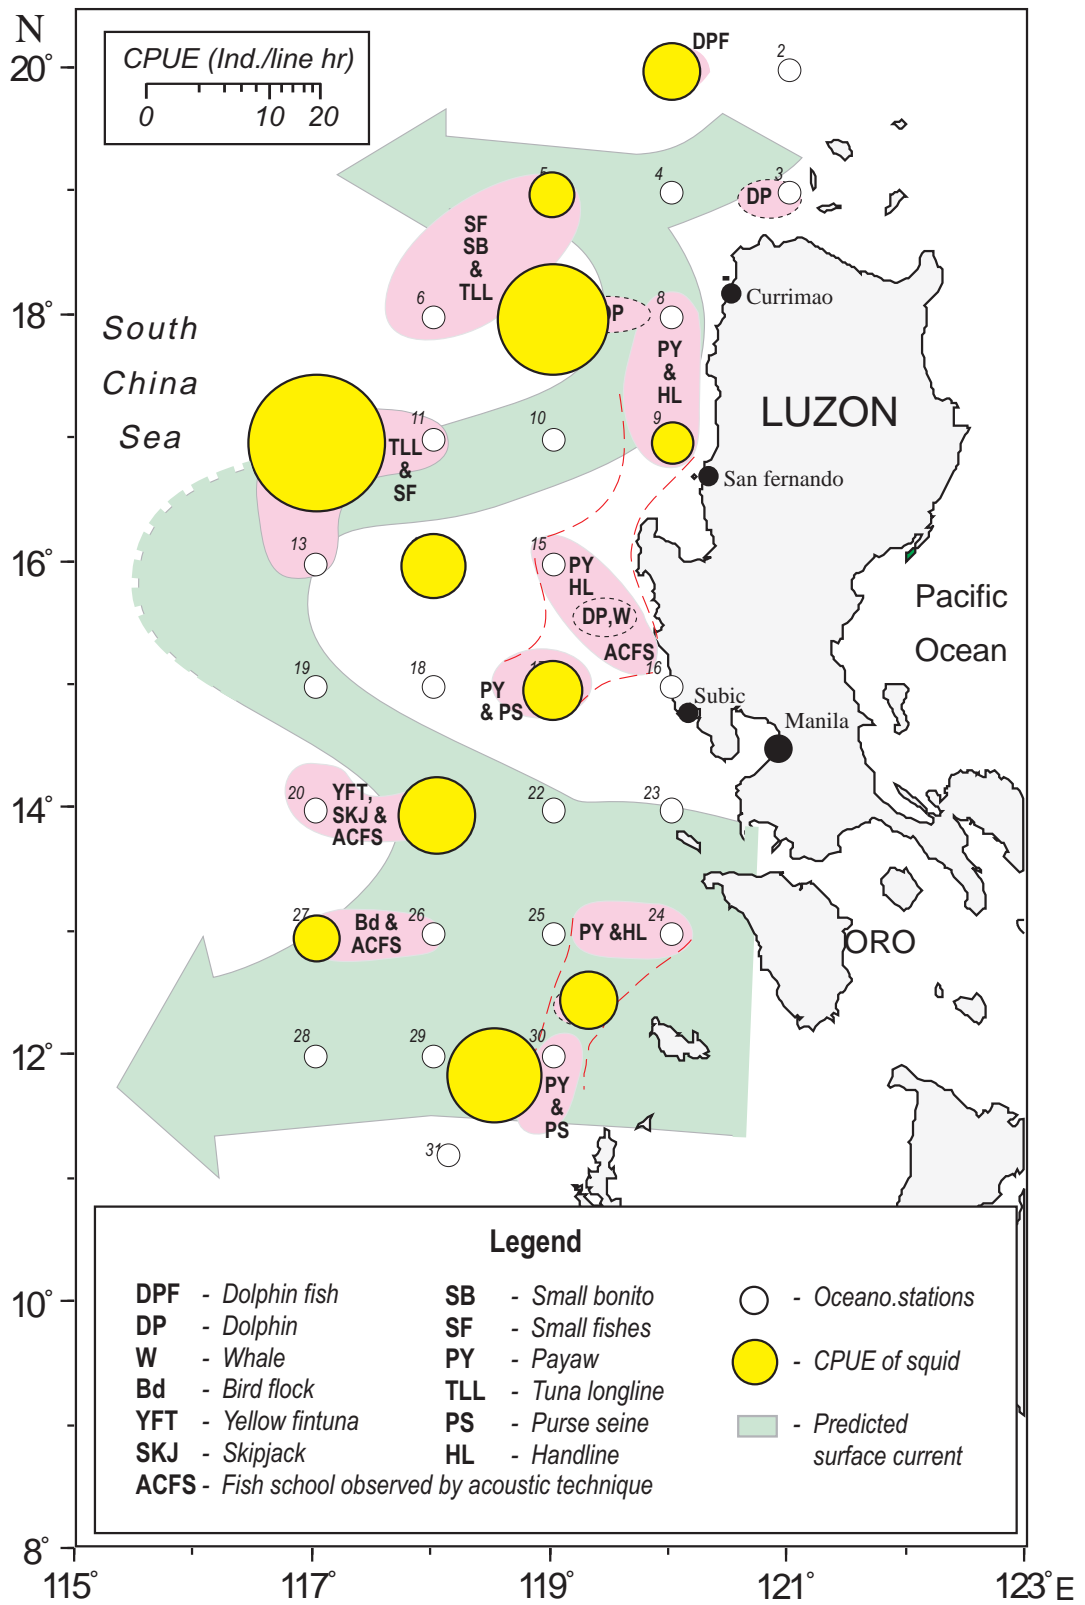 N
20°
18°
16°
14°
12°
10°
8°
115°
117°
119°
121°
123° E
CPUE (Ind./line hr)
0 10 20
DPF
2
5
4
3
DP
SF
SB
&
TLL
6
DP
8
Currimao
South
China
Sea
PY
&
HL
9
LUZON
11
10
TLL
&
SF
San fernando
13
15
PY
HL
DP,W
ACFS
Pacific
Ocean
19
18
17
16
PY
& PS
Subic
Manila
20
YFT,
SKJ &
ACFS
22
23
27
Bd &
ACFS
26
25
24
PY &HL
ORO
28
29
30
PY
&
PS
31
Legend
DPF - Dolphin fish
DP - Dolphin
W - Whale
Bd - Bird flock
YFT - Yellow fintuna
SKJ - Skipjack
ACFS - Fish school observed by acoustic technique
SB - Small bonito
SF - Small fishes
PY - Payaw
TLL - Tuna longline
PS - Purse seine
HL - Handline
- Oceano.stations
- CPUE of squid
- Predicted
surface current